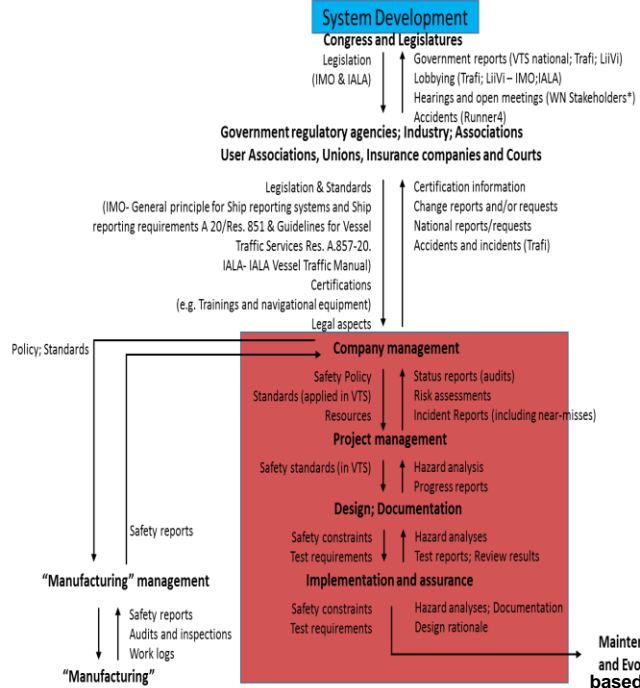 System Development
Congress and Legislatures
Legislation
(IMO & IALA)
Government reports (VTS national; Trafi; LiiVi)
Lobbying (Trafi; LiiVi – IMO;IALA)
Hearings and open meetings (WN Stakeholders*)
Accidents (Runner4)
Government regulatory agencies; Industry; Associations
User Associations, Unions, Insurance companies and Courts
Legislation & Standards
(IMO- General principle for Ship reporting systems and Ship
reporting requirements A 20/Res. 851 & Guidelines for Vessel
Traffic Services Res. A.857-20.
IALA- IALA Vessel Traffic Manual)
Certifications
(e.g. Trainings and navigational equipment)
Legal aspects
Certification information
Change reports and/or requests
National reports/requests
Accidents and incidents (Trafi)
Policy; Standards
Company management
Safety Policy
Standards (applied in VTS)
Resources
Status reports (audits)
Risk assessments
Incident Reports (including near-misses)
Project management
Safety standards (in VTS)
Hazard analysis
Progress reports
Design; Documentation
Safety reports
Safety constraints
Test requirements
Hazard analyses
Test reports; Review results
"Manufacturing" management
Implementation and assurance
Safety reports
Audits and inspections
Work logs
Safety constraints
Test requirements
Hazard analyses; Documentation
Design rationale
"Manufacturing"
Mainten
and Evo
based